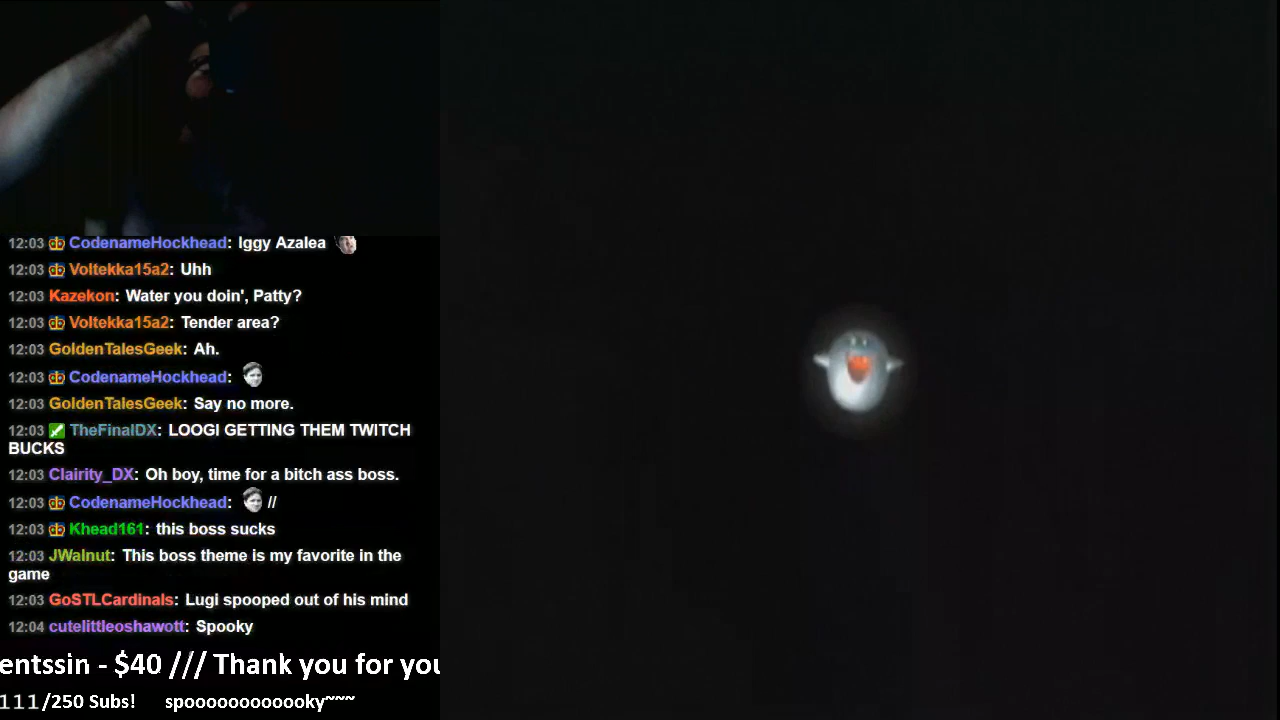 12:03 CodenameHockhead: Iggy Azalea
12:03 Voltekka15a2: Uhh
12:03 Kazekon: Water you doin', Patty?
12:03 Voltekka15a2: Tender area?
12:03 GoldenTalesGeek: Ah.
12:03 CodenameHockhead:
12:03 GoldenTalesGeek: Say no more.
12:03 TheFinalDX: LOOGI GETTING THEM TWITCH
BUCKS
12:03 Clairity_DX: Oh boy, time for a bitch ass boss.
12:03 CodenameHockhead: //
12:03 Khead161: this boss sucks
12:03 JWalnut: This boss theme is my favorite in the
game
12:03 GoSTLCardinals: Lugi spooped out of his mind
12:04 cutelittleoshawott: Spooky
entssin - $40 /// Thank you for you
111/250 Subs! spooooooooooky~~~